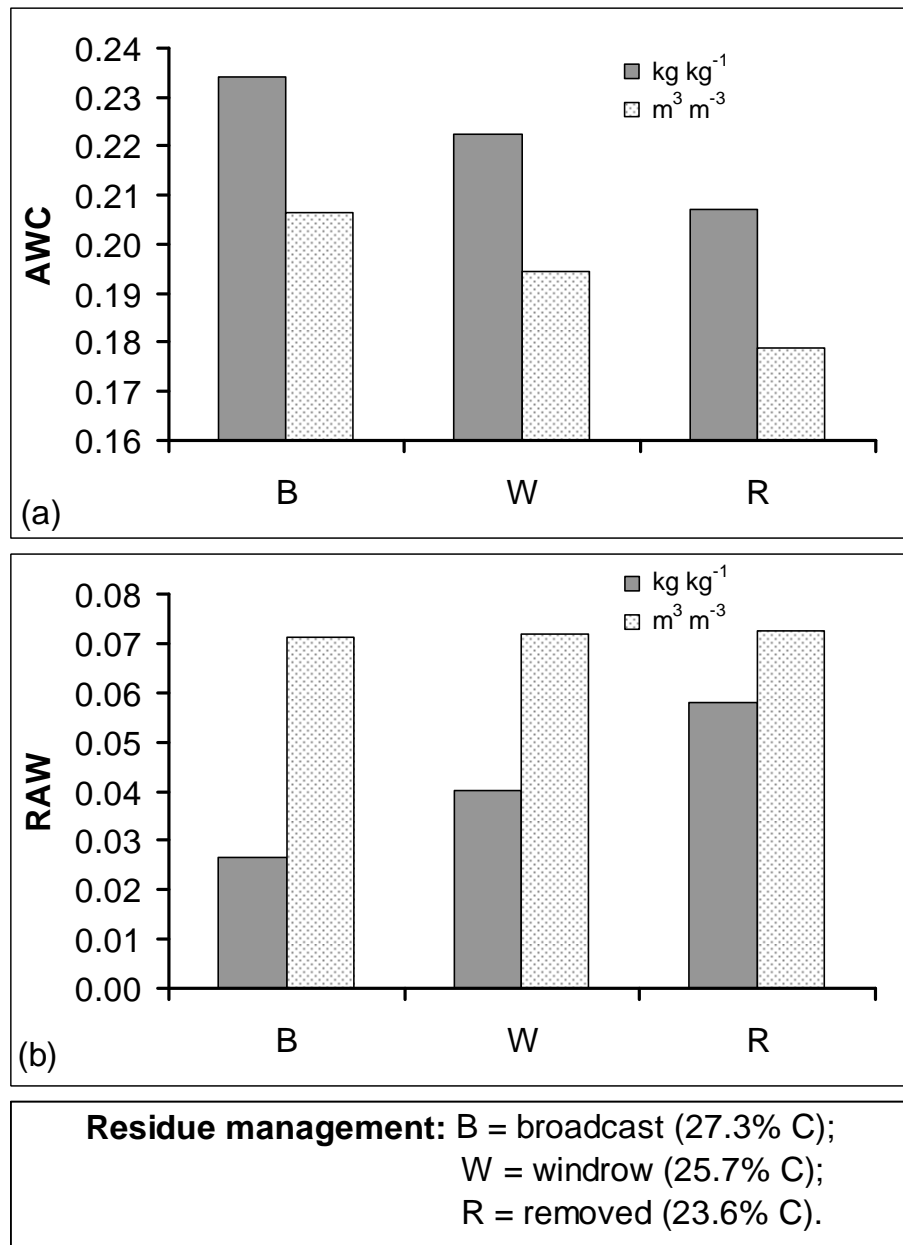 0.24
0.23
0.22
0.21
0.20
0.19
0.18
0.17
0.16
AWC
kg kg⁻¹
m³ m⁻³
B W R
(a)
0.08
0.07
0.06
0.05
0.04
0.03
0.02
0.01
0.00
RAW
kg kg⁻¹
m³ m⁻³
B W R
(b)
Residue management: B = broadcast (27.3% C);
W = windrow (25.7% C);
R = removed (23.6% C).